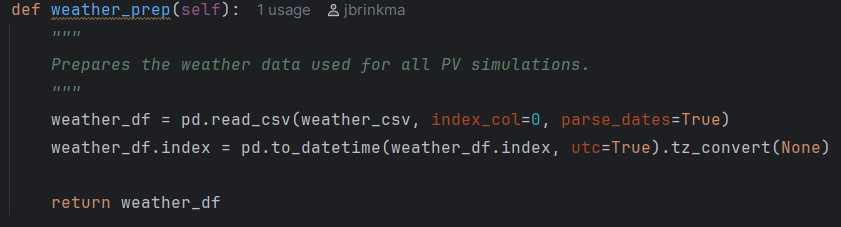 def weather_prep(self): 1 usage jbrinkma
"""
Prepares the weather data used for all PV simulations.
"""
weather_df = pd.read_csv(weather_csv, index_col=0, parse_dates=True)
weather_df.index = pd.to_datetime(weather_df.index, utc=True).tz_convert(None)
return weather_df